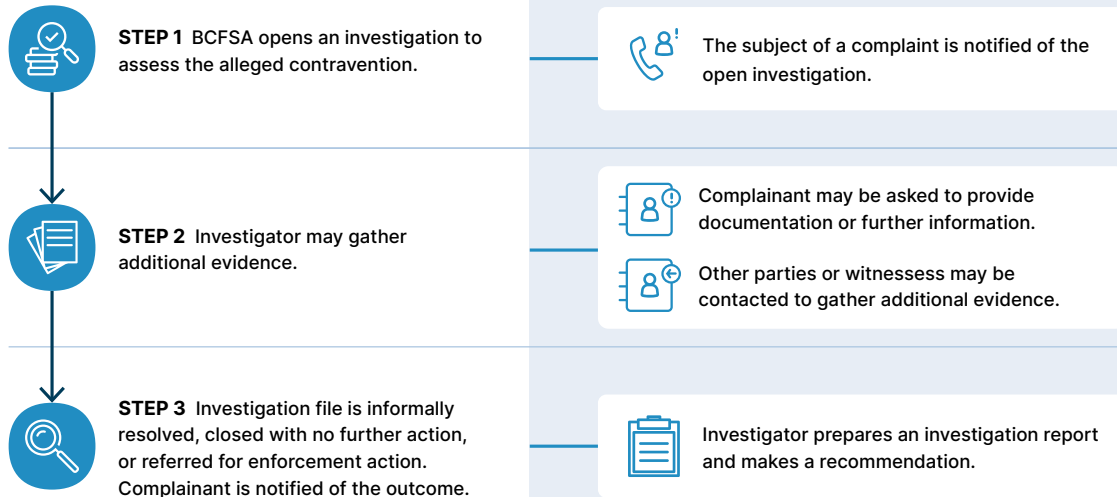 STEP 1 BCFSA opens an investigation to
assess the alleged contravention.
The subject of a complaint is notified of the
open investigation.
STEP 2 Investigator may gather
additional evidence.
Complainant may be asked to provide
documentation or further information.
Other parties or witnessess may be
contacted to gather additional evidence.
STEP 3 Investigation file is informally
resolved, closed with no further action,
or referred for enforcement action.
Complainant is notified of the outcome.
Investigator prepares an investigation report
and makes a recommendation.